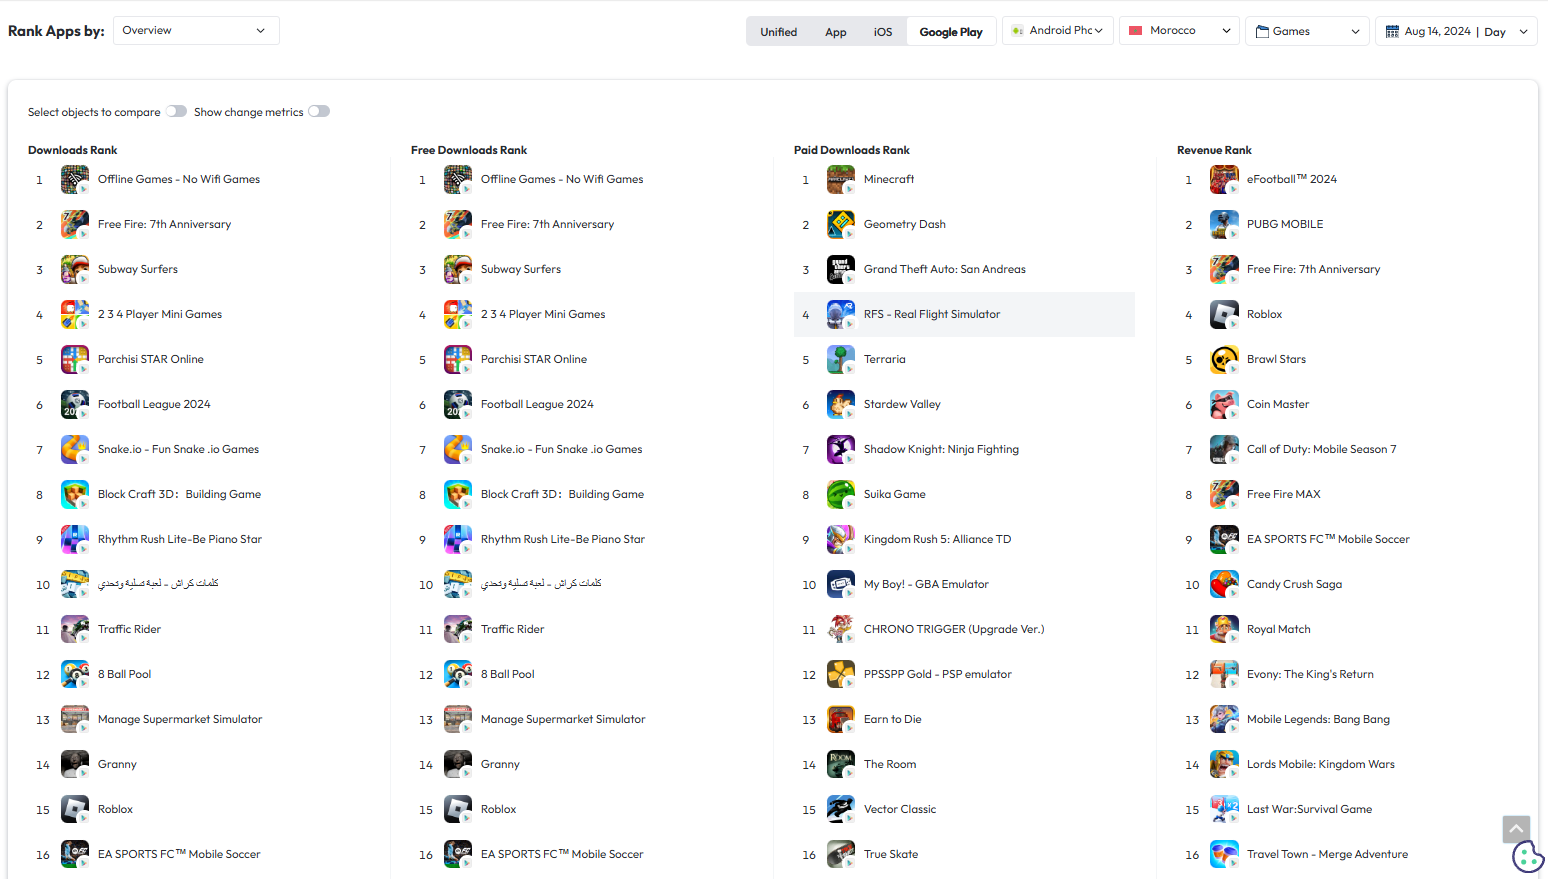 Rank Apps by: Overview Unified App iOS Google Play Android Phc Morocco Games Aug 14, 2024 | Day
Select objects to compare Show change metrics
Downloads Rank
1 Offline Games - No Wifi Games
2 Free Fire: 7th Anniversary
3 Subway Surfers
4 2 3 4 Player Mini Games
5 Parchisi STAR Online
6 Football League 2024
7 Snake.io - Fun Snake .io Games
8 Block Craft 3D：Building Game
9 Rhythm Rush Lite-Be Piano Star
10 كلمات كراش - لعبة تسلية وتحدي
11 Traffic Rider
12 8 Ball Pool
13 Manage Supermarket Simulator
14 Granny
15 Roblox
16 EA SPORTS FC™ Mobile Soccer
Free Downloads Rank
1 Offline Games - No Wifi Games
2 Free Fire: 7th Anniversary
3 Subway Surfers
4 2 3 4 Player Mini Games
5 Parchisi STAR Online
6 Football League 2024
7 Snake.io - Fun Snake .io Games
8 Block Craft 3D：Building Game
9 Rhythm Rush Lite-Be Piano Star
10 كلمات كراش - لعبة تسلية وتحدي
11 Traffic Rider
12 8 Ball Pool
13 Manage Supermarket Simulator
14 Granny
15 Roblox
16 EA SPORTS FC™ Mobile Soccer
Paid Downloads Rank
1 Minecraft
2 Geometry Dash
3 Grand Theft Auto: San Andreas
4 RFS - Real Flight Simulator
5 Terraria
6 Stardew Valley
7 Shadow Knight: Ninja Fighting
8 Suika Game
9 Kingdom Rush 5: Alliance TD
10 My Boy! - GBA Emulator
11 CHRONO TRIGGER (Upgrade Ver.)
12 PPSSPP Gold - PSP emulator
13 Earn to Die
14 The Room
15 Vector Classic
16 True Skate
Revenue Rank
1 eFootball™ 2024
2 PUBG MOBILE
3 Free Fire: 7th Anniversary
4 Roblox
5 Brawl Stars
6 Coin Master
7 Call of Duty: Mobile Season 7
8 Free Fire MAX
9 EA SPORTS FC™ Mobile Soccer
10 Candy Crush Saga
11 Royal Match
12 Evony: The King's Return
13 Mobile Legends: Bang Bang
14 Lords Mobile: Kingdom Wars
15 Last War:Survival Game
16 Travel Town - Merge Adventure